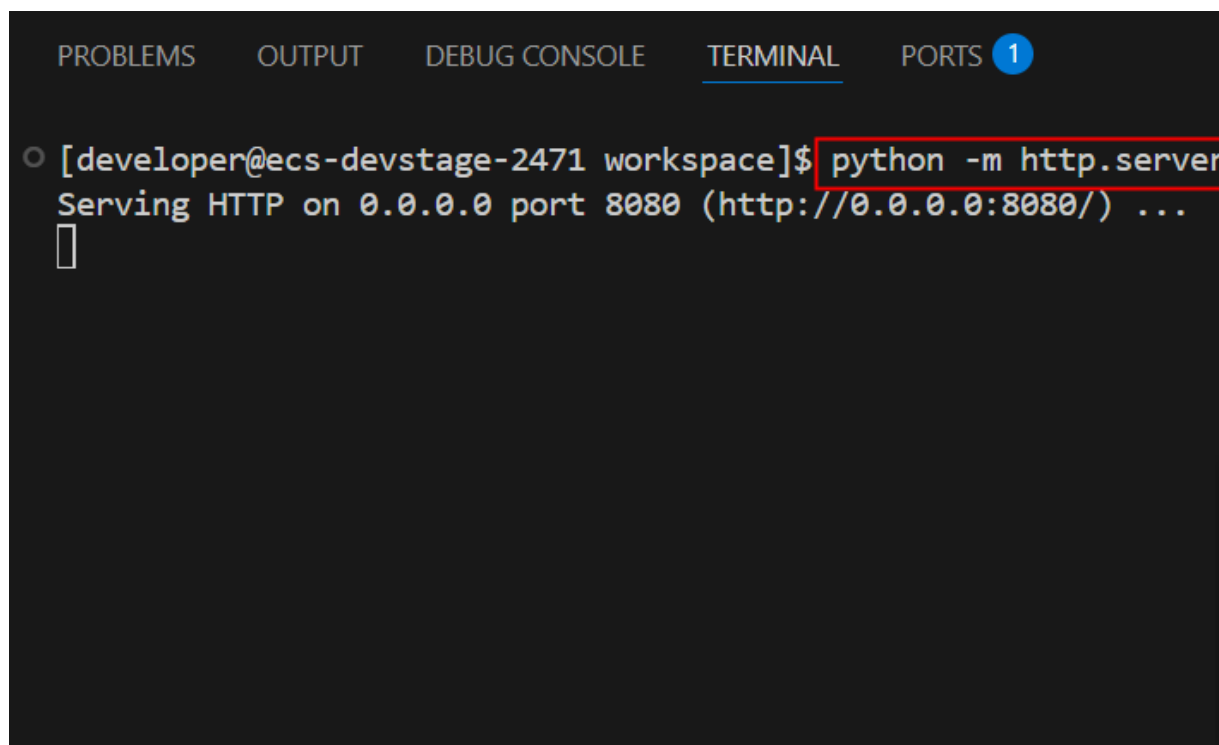 PROBLEMS OUTPUT DEBUG CONSOLE TERMINAL PORTS 1
[developer@ecs-devstage-2471 workspace]$ python -m http.server
Serving HTTP on 0.0.0.0 port 8080 (http://0.0.0.0:8080/) ...